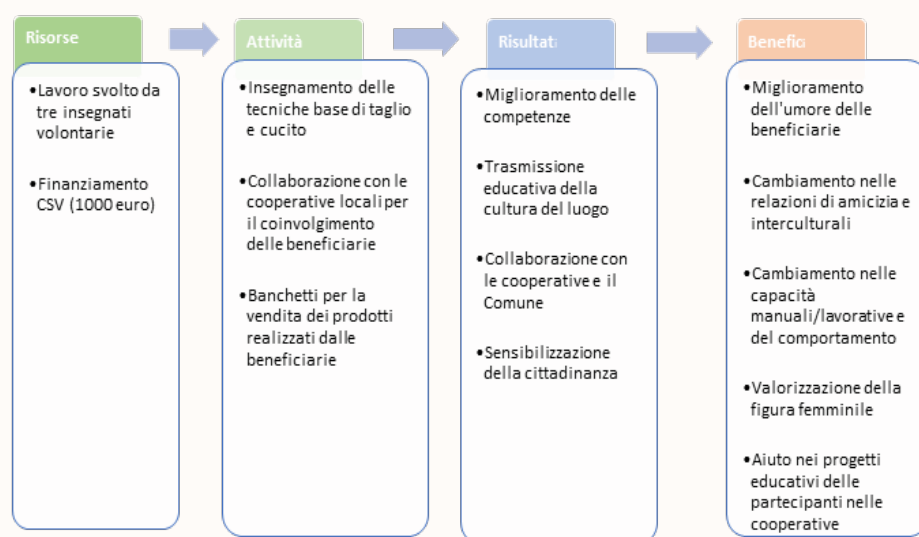 Risorse
•Lavoro svolto da
tre insegnati
volontarie
•Finanziamento
CSV (1000 euro)
Attività
•Insegnamento delle
tecniche base di taglio
e cucito
•Collaborazione con le
cooperative locali per
il coinvolgimento
delle beneficiarie
•Banchetti per la
vendita dei prodotti
realizzati dalle
beneficiarie
Risultati
•Miglioramento delle
competenze
•Trasmissione
educativa della
cultura del luogo
•Collaborazione con
le cooperative e il
Comune
•Sensibilizzazione
della cittadinanza
Benefici
•Miglioramento
dell'umore delle
beneficiarie
•Cambiamento nelle
relazioni di amicizia e
interculturali
•Cambiamento nelle
capacità
manuali/lavorative e
del comportamento
•Valorizzazione della
figura femminile
•Aiuto nei progetti
educativi delle
partecipanti nelle
cooperative